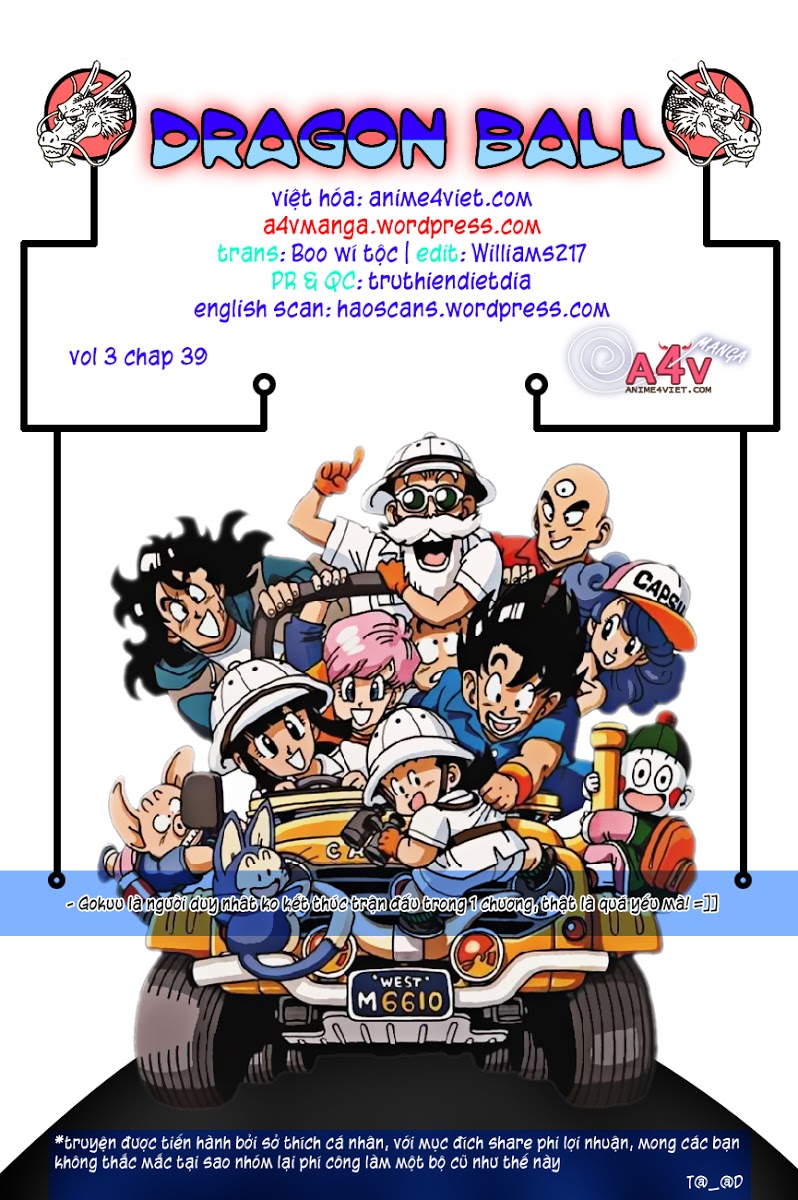 DRAGON BALL
việt hóa: anime4viet.com
a4vmanga.wordpress.com
trans: Boo wí tộc | edit: Williams217
PR & QC: truthiendietdia
english scan: haoscans.wordpress.com
vol 3 chap 39
A4V MANGA
ANIME4VIET.COM
CAPSU
CA
- Gokuu là người duy nhất ko kết thúc trận đấu trong 1 chương, thật là quá yếu mà! =]]
"WEST"
M6610
*truyện được tiến hành bởi sở thích cá nhân, với mục đích share phi lợi nhuận, mong các bạn
không thắc mắc tại sao nhóm lại phí công làm một bộ cũ như thế này
T@_@D